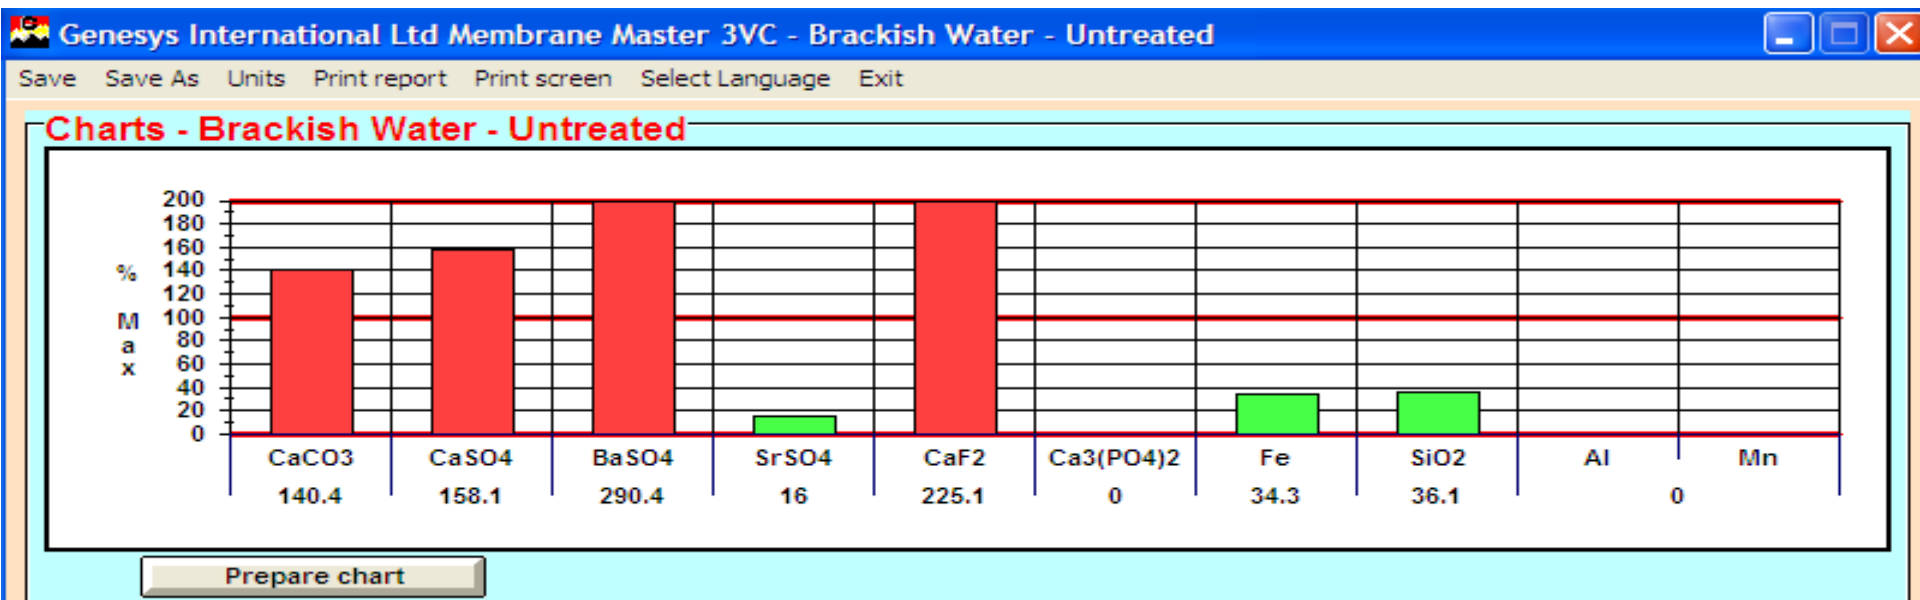 Genesys International Ltd Membrane Master 3VC - Brackish Water - Untreated
Save Save As Units Print report Print screen Select Language Exit
Charts - Brackish Water - Untreated
200
180
160
140
120
100
80
60
40
20
0
% Max
CaCO3 CaSO4 BaSO4 SrSO4 CaF2 Ca3(PO4)2 Fe SiO2 Al Mn
140.4 158.1 290.4 16 225.1 0 34.3 36.1 0
Prepare chart